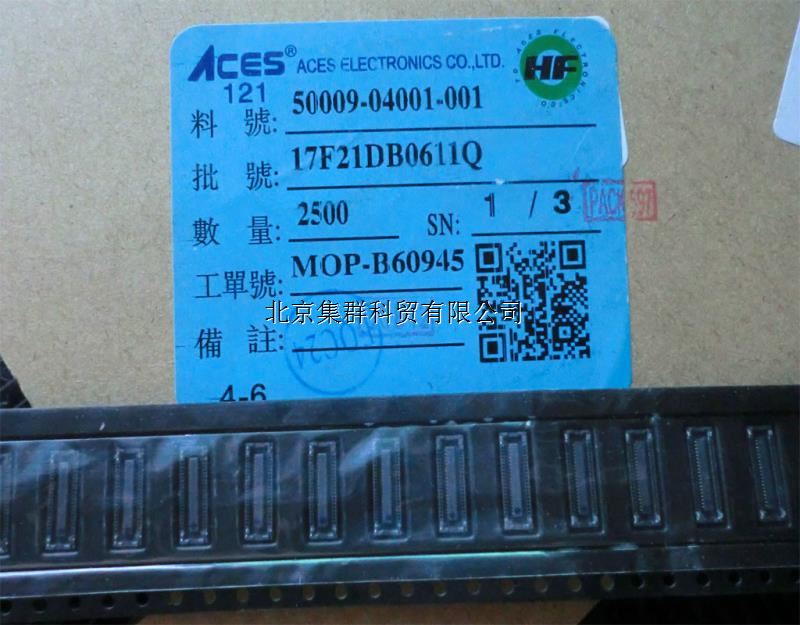 ACES® ACES ELECTRONICS CO.,LTD.
HF
121
料 號: 50009-04001-001
批 號: 17F21DB0611Q
數 量: 2500 SN: 1 / 3
PACK
工單號: MOP-B60945
北京集群科贸有限公司
備 註:
4-6